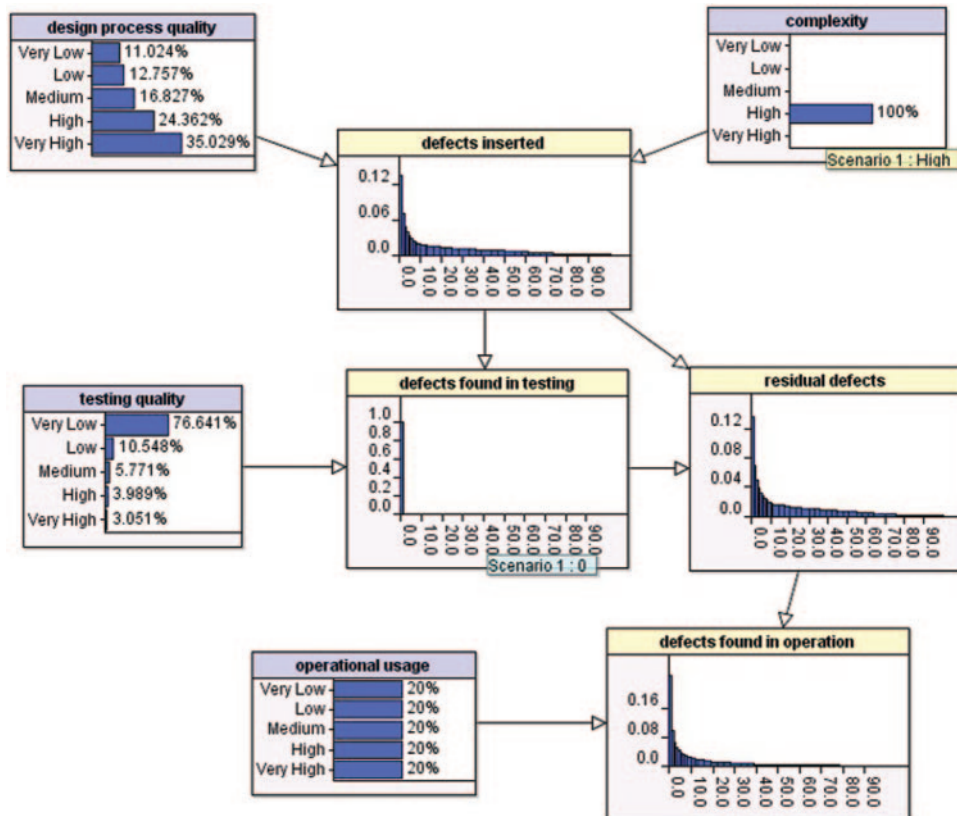 design process quality
Very Low 11.024%
Low 12.757%
Medium 16.827%
High 24.362%
Very High 35.029%
complexity
Very Low
Low
Medium
High 100%
Very High
Scenario 1 : High
defects inserted
0.12
0.06
0.0
0.0 10.0 20.0 30.0 40.0 50.0 60.0 70.0 80.0 90.0
testing quality
Very Low 76.641%
Low 10.548%
Medium 5.771%
High 3.989%
Very High 3.051%
defects found in testing
1.0
0.8
0.6
0.4
0.2
0.0
0.0 10.0 20.0 30.0 40.0 50.0 60.0 70.0 80.0 90.0
Scenario 1 : 0
residual defects
0.12
0.08
0.04
0.0
0.0 10.0 20.0 30.0 40.0 50.0 60.0 70.0 80.0 90.0
operational usage
Very Low 20%
Low 20%
Medium 20%
High 20%
Very High 20%
defects found in operation
0.16
0.08
0.0
0.0 10.0 20.0 30.0 40.0 50.0 60.0 70.0 80.0 90.0